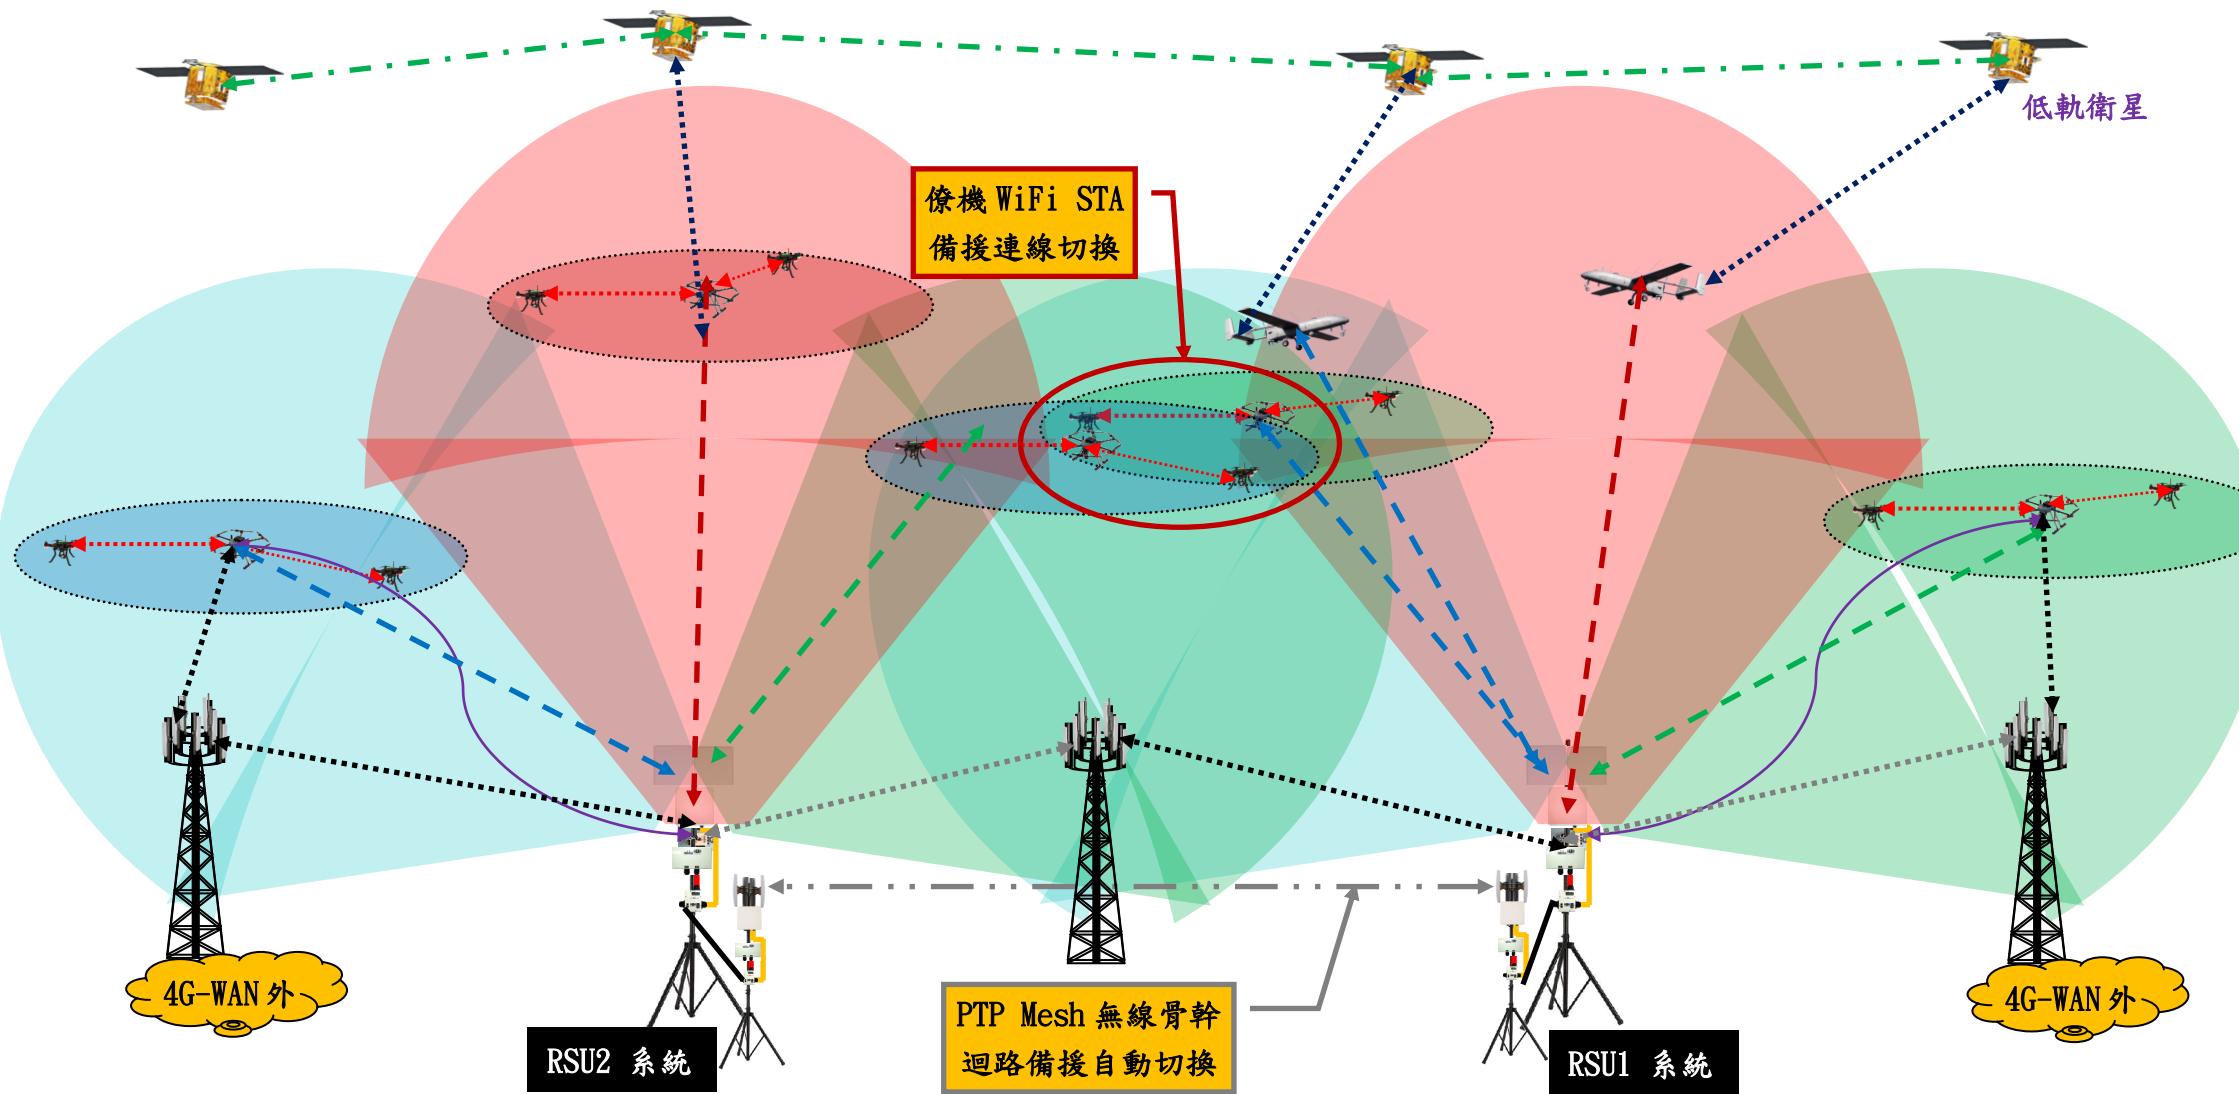 低軌衛星
僚機 WiFi STA
備援連線切換
4G-WAN 外
4G-WAN 外
PTP Mesh 無線骨幹
迴路備援自動切換
RSU2 系統
RSU1 系統